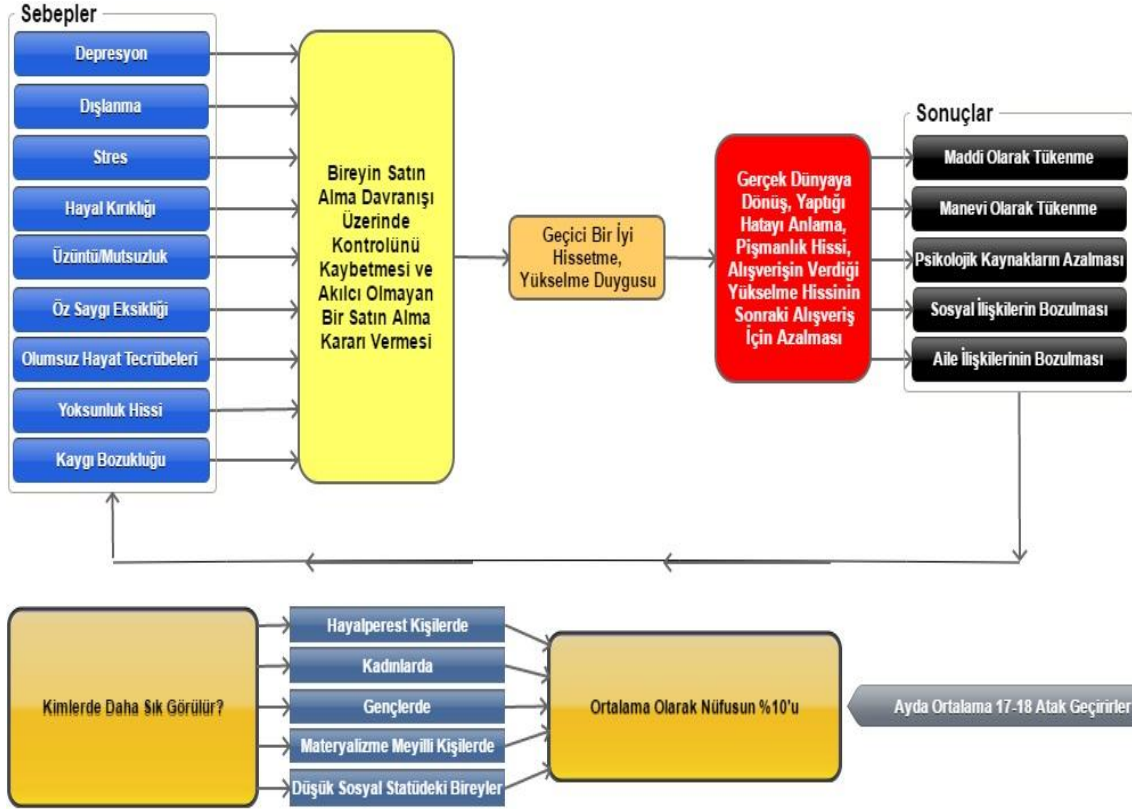 Sebepler
Depresyon
Dışlanma
Stres
Hayal Kırıklığı
Üzüntü/Mutsuzluk
Öz Saygı Eksikliği
Olumsuz Hayat Tecrübeleri
Yoksunluk Hissi
Kaygı Bozukluğu
Bireyin Satın
Alma Davranışı
Üzerinde
Kontrolünü
Kaybetmesi ve
Akılcı Olmayan
Bir Satın Alma
Kararı Vermesi
Geçici Bir İyi
Hissetme,
Yükselme Duygusu
Gerçek Dünyaya
Dönüş, Yaptığı
Hatayı Anlama,
Pişmanlık Hissi,
Alışverişin Verdiği
Yükselme Hissinin
Sonraki Alışveriş
İçin Azalması
Sonuçlar
Maddi Olarak Tükenme
Manevi Olarak Tükenme
Psikolojik Kaynakların Azalması
Sosyal İlişkilerin Bozulması
Aile İlişkilerinin Bozulması
Kimlerde Daha Sık Görülür?
Hayalperest Kişilerde
Kadınlarda
Gençlerde
Materyalizme Meyilli Kişilerde
Düşük Sosyal Statüdeki Bireyler
Ortalama Olarak Nüfusun %10'u
Ayda Ortalama 17-18 Atak Geçirirler